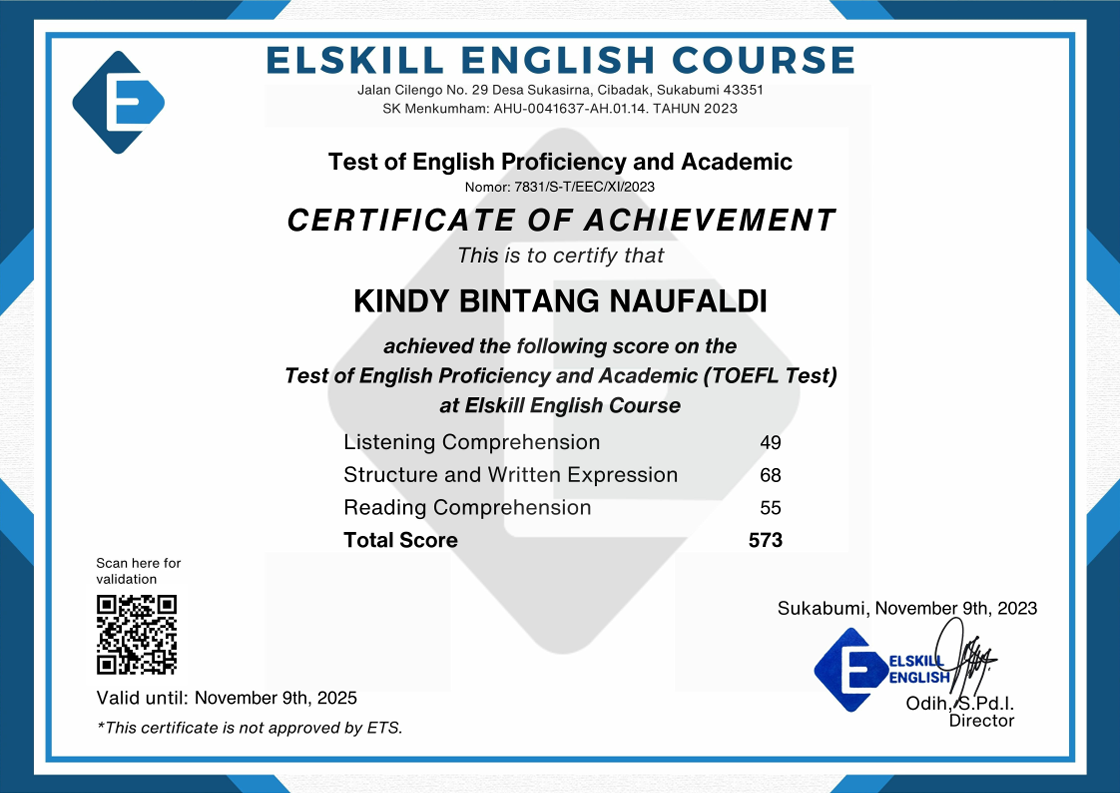 ELSKILL ENGLISH COURSE
Jalan Cilengo No. 29 Desa Sukasirna, Cibadak, Sukabumi 43351
SK Menkumham: AHU-0041637-AH.01.14. TAHUN 2023
Test of English Proficiency and Academic
Nomor: 7831/S-T/EEC/XI/2023
CERTIFICATE OF ACHIEVEMENT
This is to certify that
KINDY BINTANG NAUFALDI
achieved the following score on the
Test of English Proficiency and Academic (TOEFL Test)
at Elskill English Course
Listening Comprehension 49
Structure and Written Expression 68
Reading Comprehension 55
Total Score 573
Scan here for
validation
Valid until: November 9th, 2025
*This certificate is not approved by ETS.
Sukabumi, November 9th, 2023
ELSKILL
ENGLISH
Odih, S.Pd.I.
Director